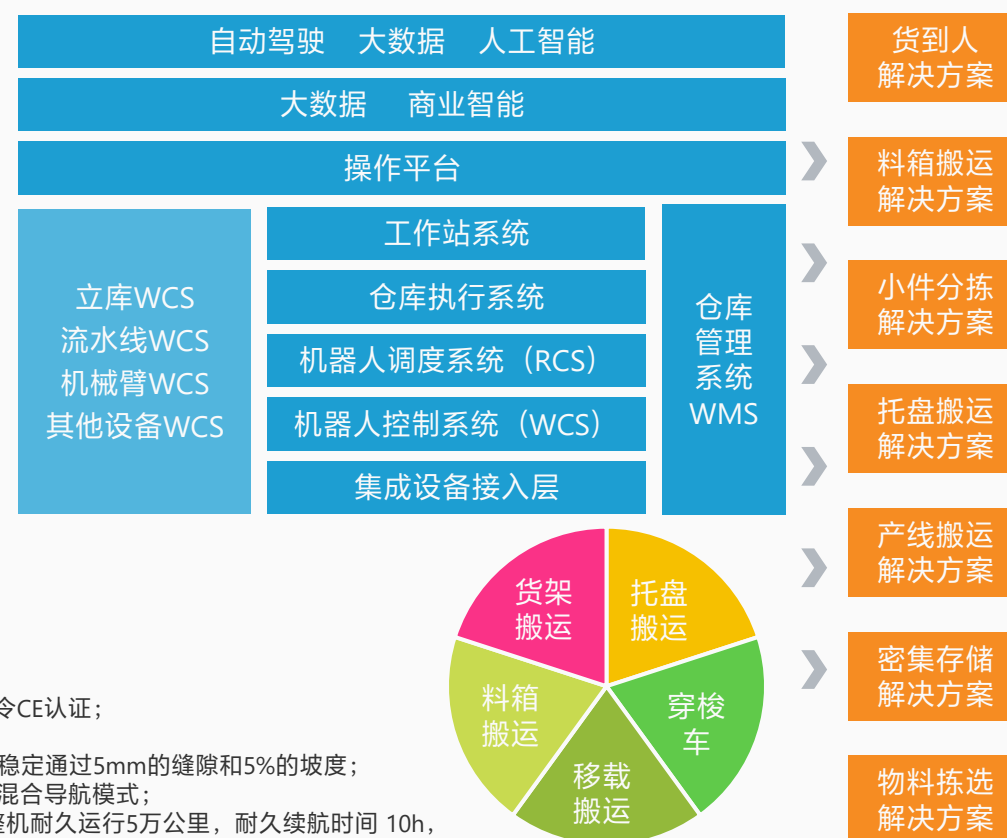 自动驾驶 大数据 人工智能
大数据 商业智能
操作平台
立库WCS
流水线WCS
机械臂WCS
其他设备WCS
工作站系统
仓库执行系统
机器人调度系统（RCS）
机器人控制系统（WCS）
集成设备接入层
仓库
管理
系统
WMS
货到人
解决方案
料箱搬运
解决方案
小件分拣
解决方案
托盘搬运
解决方案
产线搬运
解决方案
密集存储
解决方案
物料拣选
解决方案
货架
搬运
托盘
搬运
料箱
搬运
穿梭
车
移载
搬运
令CE认证；
稳定通过5mm的缝隙和5%的坡度；
混合导航模式；
整机耐久运行5万公里，耐久续航时间 10h，